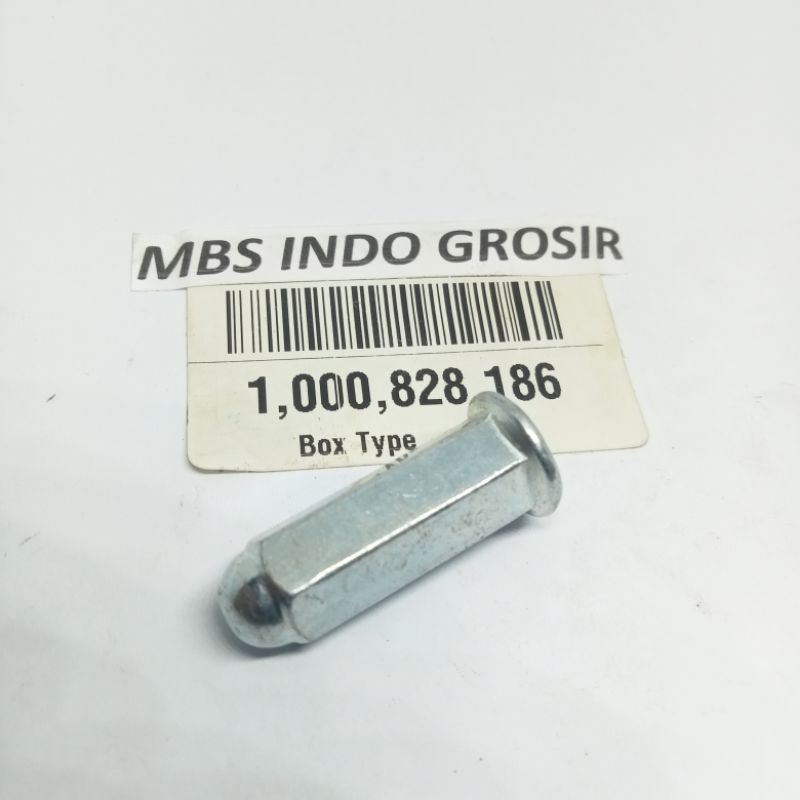 MBS INDO GROSIR
1,000,828,186
Box Type